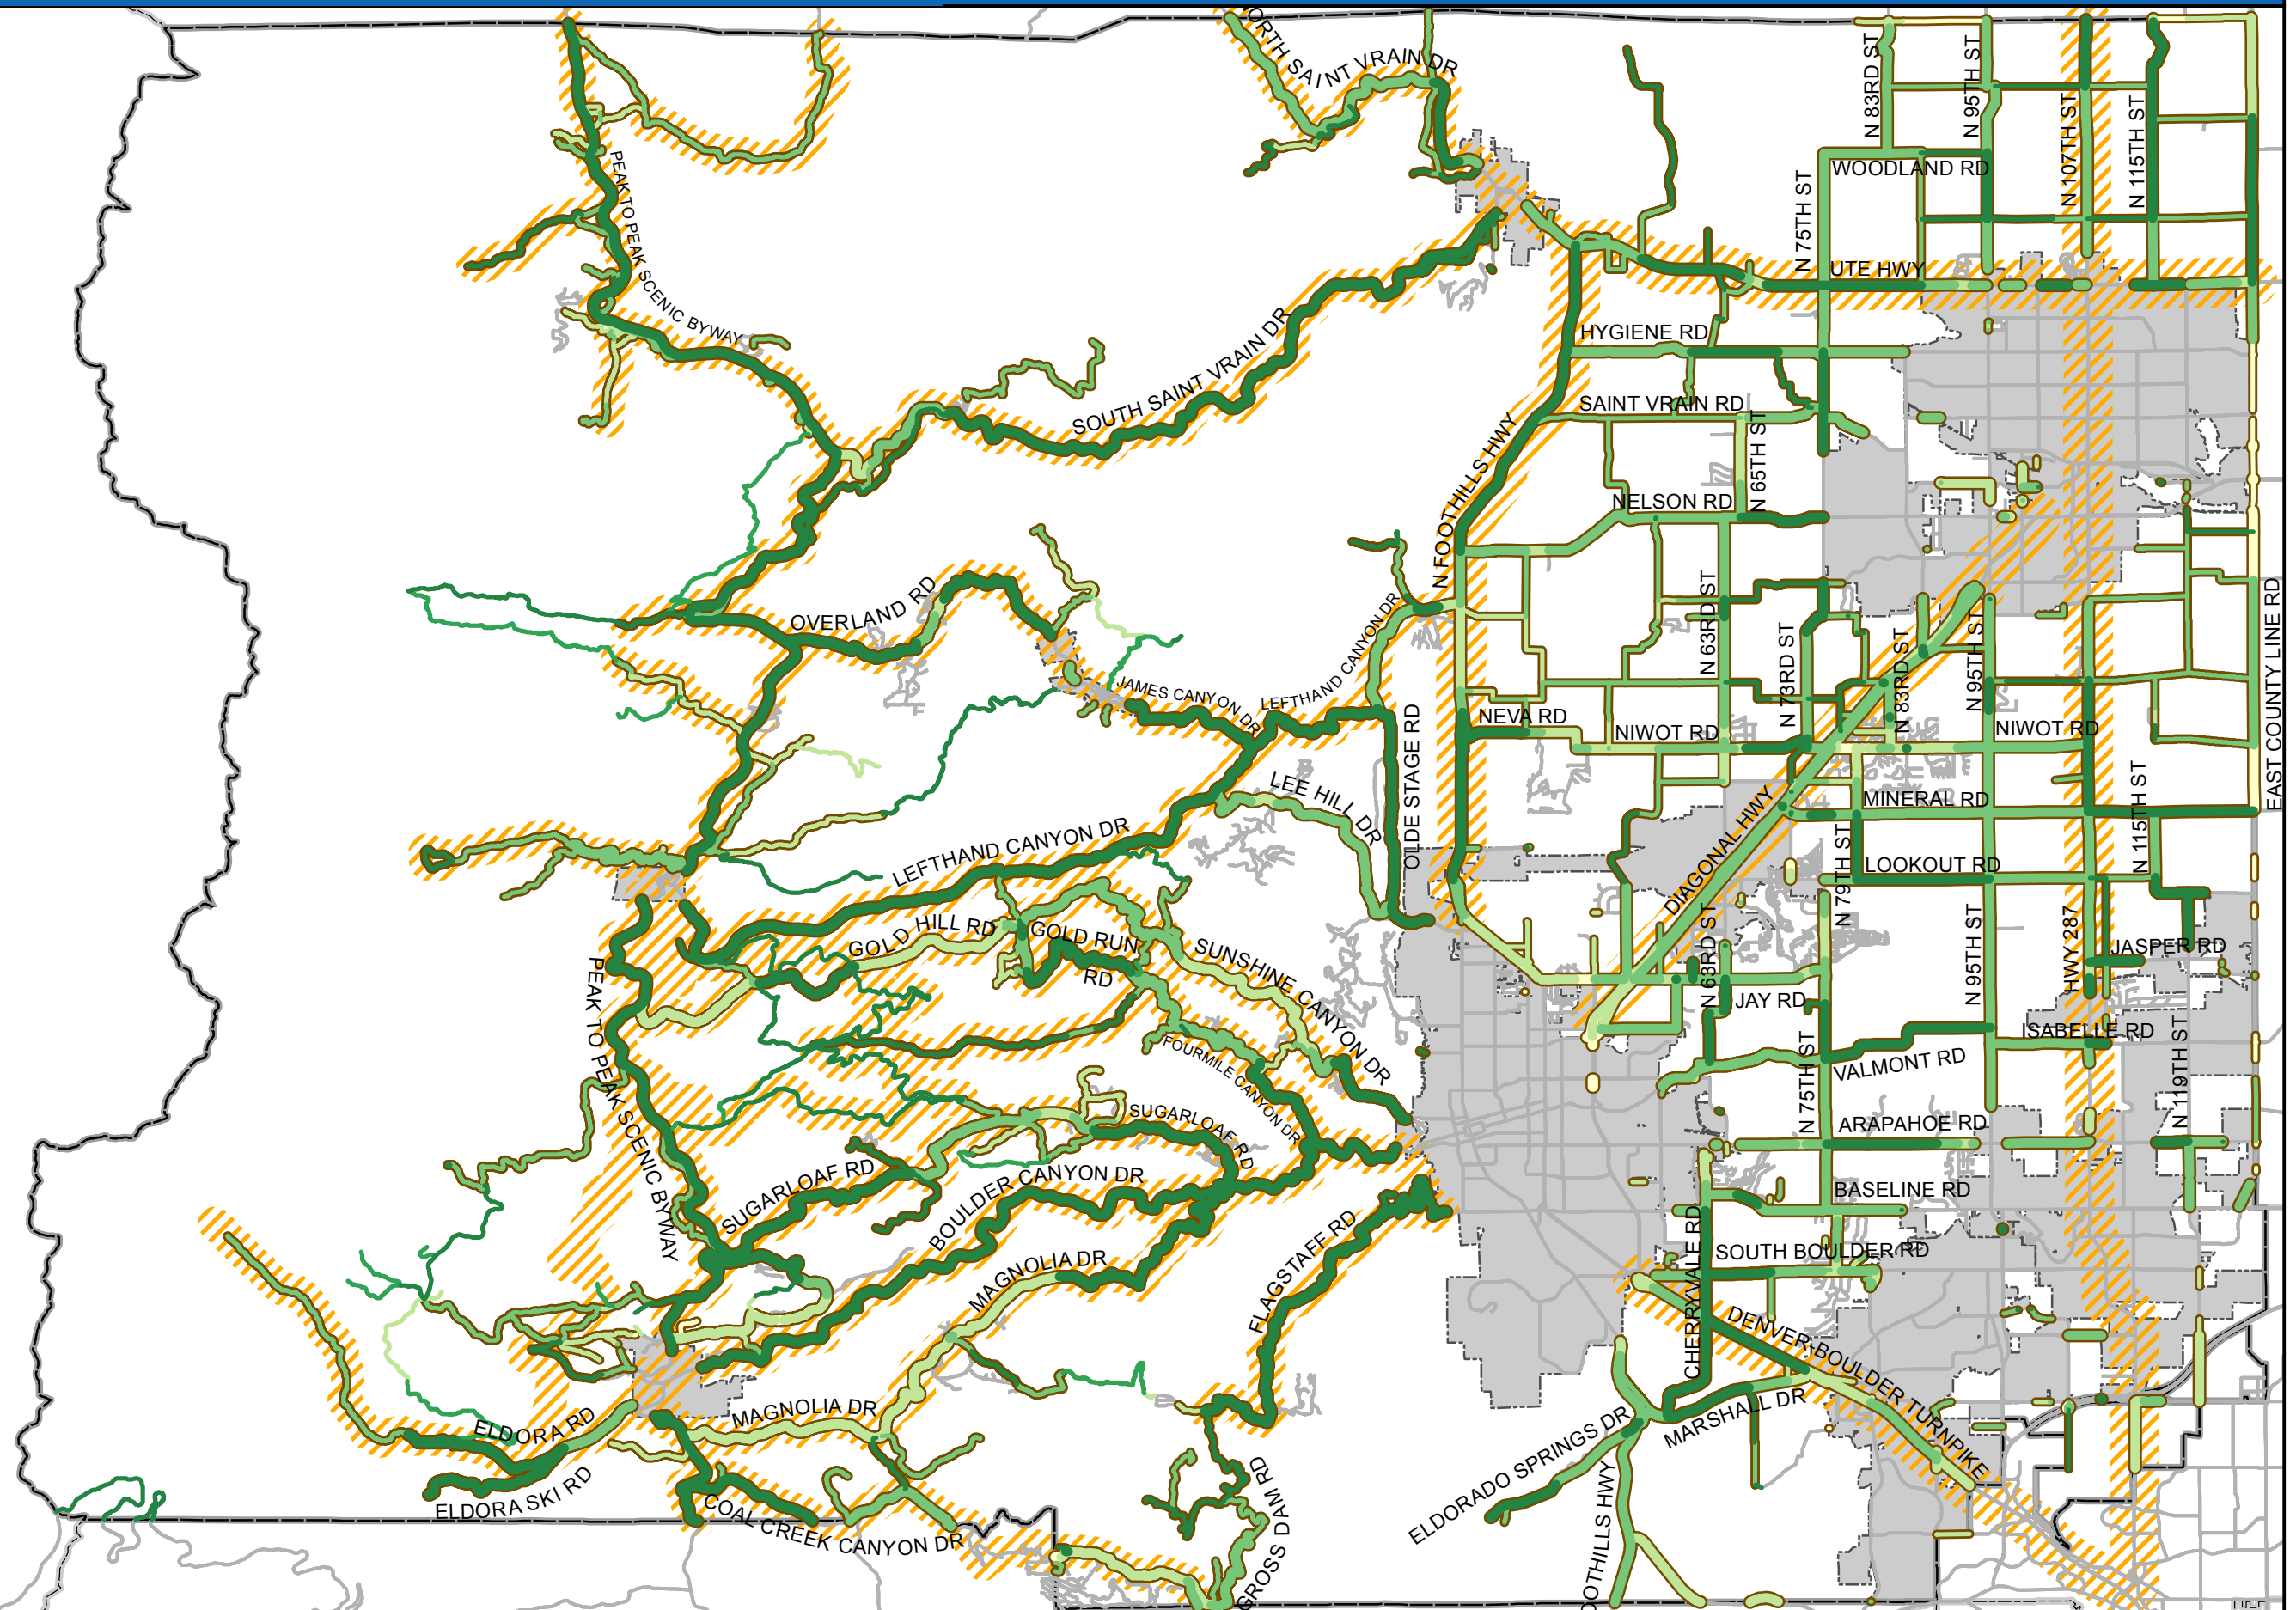 NORTH SAINT VRAIN DR
N 83RD ST
N 95TH ST
N 107TH ST
N 115TH ST
WOODLAND RD
N 75TH ST
PEAK TO PEAK SCENIC BYWAY
UTE HWY
HYGIENE RD
SOUTH SAINT VRAIN DR
SAINT VRAIN RD
N 65TH ST
N FOOTHILLS HWY
NELSON RD
OVERLAND RD
N 63RD ST
EAST COUNTY LINE RD
LEFTHAND CANYON DR
N 73RD ST
N 83RD ST
N 95TH ST
JAMES CANYON DR
OLDE STAGE RD
NEVA RD
NIWOT RD
NIWOT RD
LEE HILL DR
MINERAL RD
DIAGONAL HWY
N 115TH ST
LEFTHAND CANYON DR
N 79TH ST
LOOKOUT RD
GOLD HILL RD
GOLD RUN
RD
SUNSHINE CANYON DR
N 63RD ST
N 95TH ST
HWY 287
JASPER RD
PEAK TO PEAK SCENIC BYWAY
JAY RD
ISABELLE RD
FOURMILE CANYON DR
N 75TH ST
VALMONT RD
N 119TH ST
SUGARLOAF RD
ARAPAHOE RD
SUGARLOAF RD
BOULDER CANYON DR
BASELINE RD
FLAGSTAFF RD
CHERRYVALE RD
SOUTH BOULDER RD
MAGNOLIA DR
DENVER-BOULDER TURNPIKE
MAGNOLIA DR
MARSHALL DR
ELDORA RD
ELDORADO SPRINGS DR
ELDORA SKI RD
COAL CREEK CANYON DR
GROSS DAM RD
OOTHILLS HWY